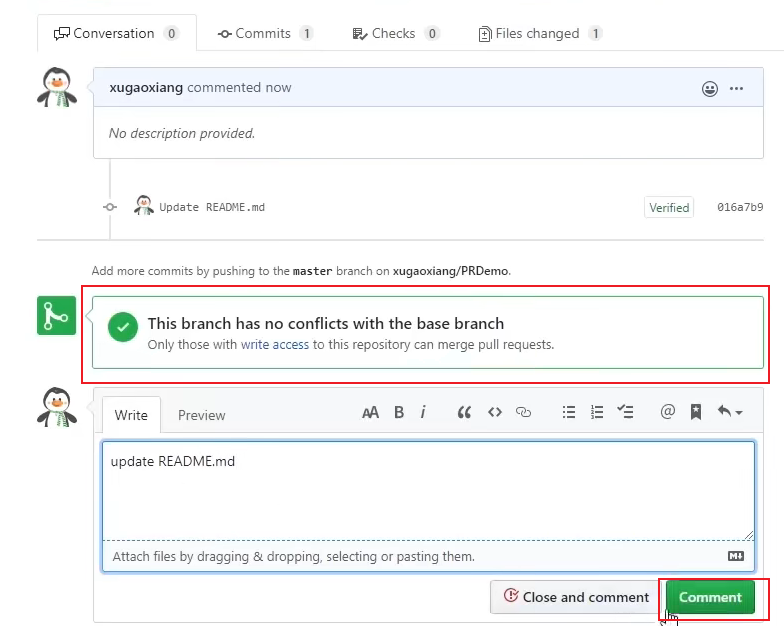 Conversation 0 Commits 1 Checks 0 Files changed 1
xugaoxiang commented now
No description provided.
Update README.md Verified 016a7b9
Add more commits by pushing to the master branch on xugaoxiang/PRDemo.
This branch has no conflicts with the base branch
Only those with write access to this repository can merge pull requests.
Write Preview AA B i
update README.md
Attach files by dragging & dropping, selecting or pasting them.
Close and comment Comment